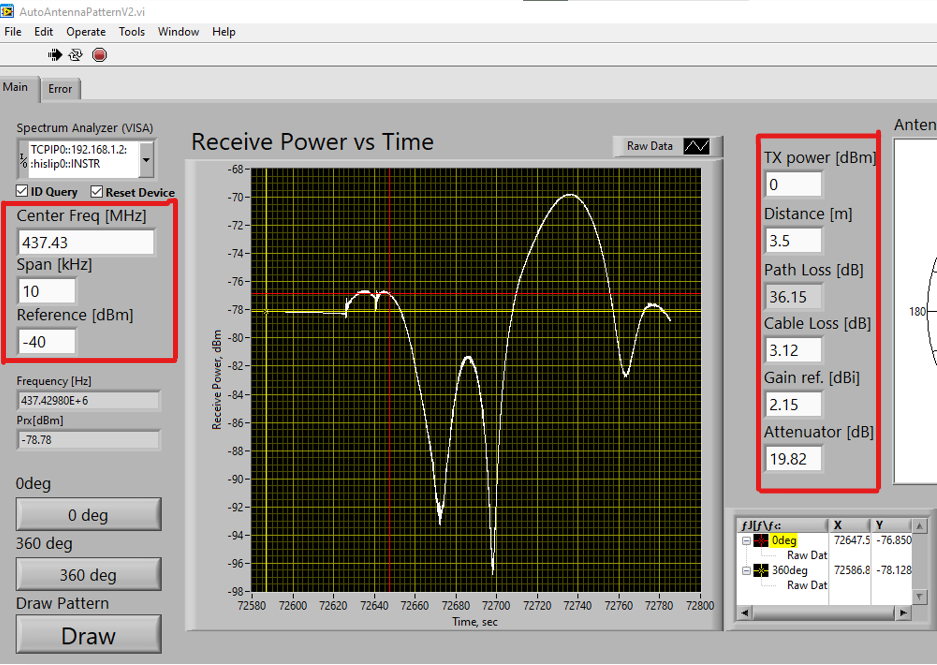 AutoAntennaPatternV2.vi
File Edit Operate Tools Window Help
Main Error
Spectrum Analyzer (VISA)
TCPIP0::192.168.1.2:
:hislip0::INSTR
ID Query Reset Device
Center Freq [MHz]
437.43
Span [kHz]
10
Reference [dBm]
-40
Frequency [Hz]
437.42980E+6
Prx[dBm]
-78.78
0deg
0 deg
360 deg
360 deg
Draw Pattern
Draw
Receive Power vs Time
Raw Data
Receive Power, dBm
-68
-70
-72
-74
-76
-78
-80
-82
-84
-86
-88
-90
-92
-94
-96
-98
72580 72600 72620 72640 72660 72680 72700 72720 72740 72760 72780 72800
Time, sec
TX power [dBm]
0
Distance [m]
3.5
Path Loss [dB]
36.15
Cable Loss [dB]
3.12
Gain ref. [dBi]
2.15
Attenuator [dB]
19.82
Anten
180
X Y
0deg 72647.5 -76.850
Raw Dat
360deg 72586.8 -78.128
Raw Dat